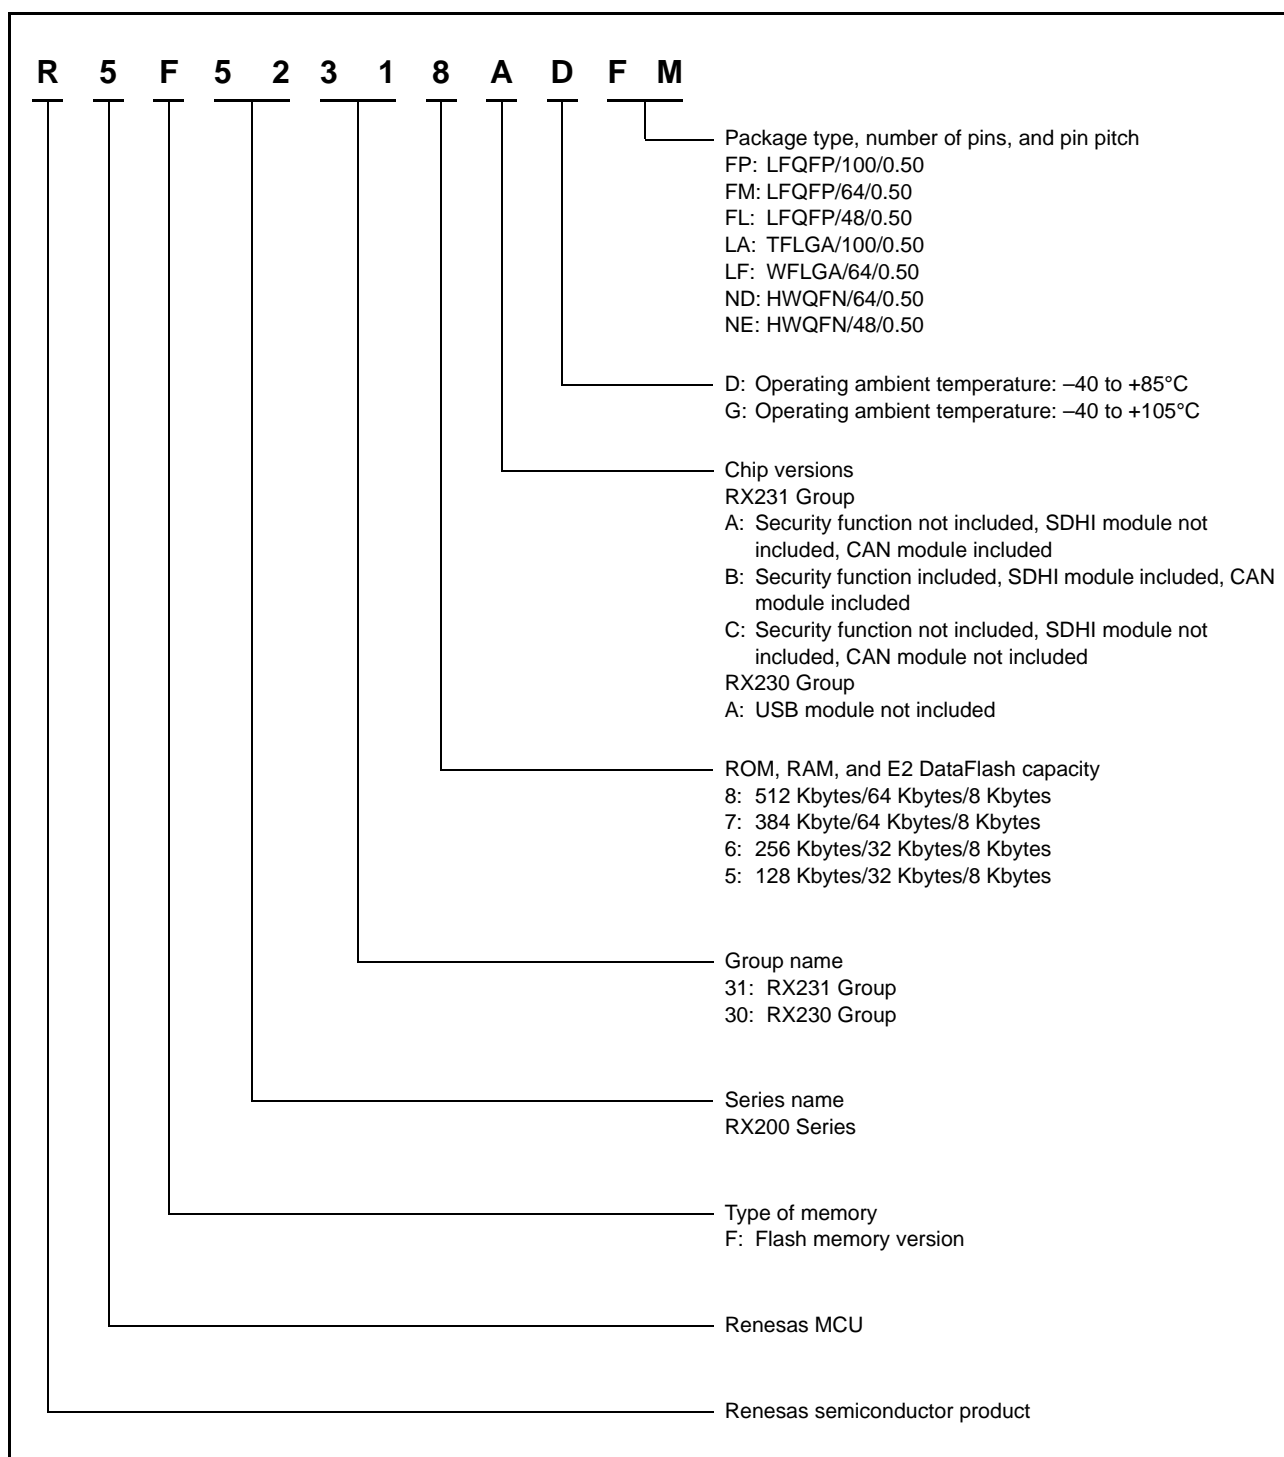 R 5 F 5 2 3 1 8 A D F M
Package type, number of pins, and pin pitch
FP: LFQFP/100/0.50
FM: LFQFP/64/0.50
FL: LFQFP/48/0.50
LA: TFLGA/100/0.50
LF: WFLGA/64/0.50
ND: HWQFN/64/0.50
NE: HWQFN/48/0.50
D: Operating ambient temperature: –40 to +85°C
G: Operating ambient temperature: –40 to +105°C
Chip versions
RX231 Group
A: Security function not included, SDHI module not
included, CAN module included
B: Security function included, SDHI module included, CAN
module included
C: Security function not included, SDHI module not
included, CAN module not included
RX230 Group
A: USB module not included
ROM, RAM, and E2 DataFlash capacity
8: 512 Kbytes/64 Kbytes/8 Kbytes
7: 384 Kbyte/64 Kbytes/8 Kbytes
6: 256 Kbytes/32 Kbytes/8 Kbytes
5: 128 Kbytes/32 Kbytes/8 Kbytes
Group name
31: RX231 Group
30: RX230 Group
Series name
RX200 Series
Type of memory
F: Flash memory version
Renesas MCU
Renesas semiconductor product